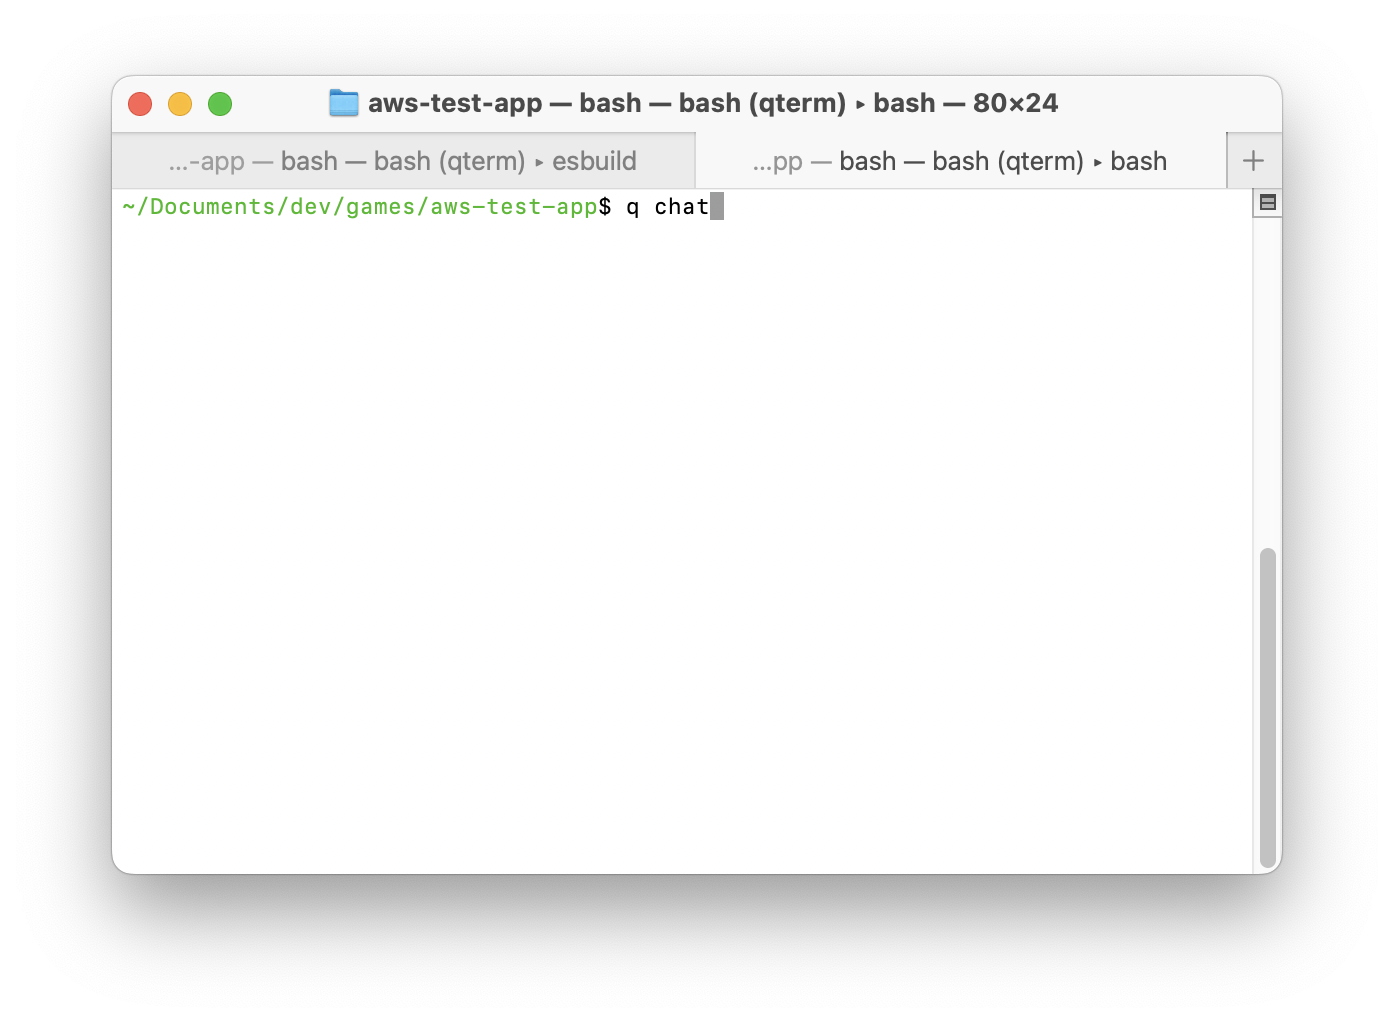 aws-test-app — bash — bash (qterm) ▸ bash — 80×24
...-app — bash — bash (qterm) ▸ esbuild
...pp — bash — bash (qterm) ▸ bash
~/Documents/dev/games/aws-test-app$ q chat